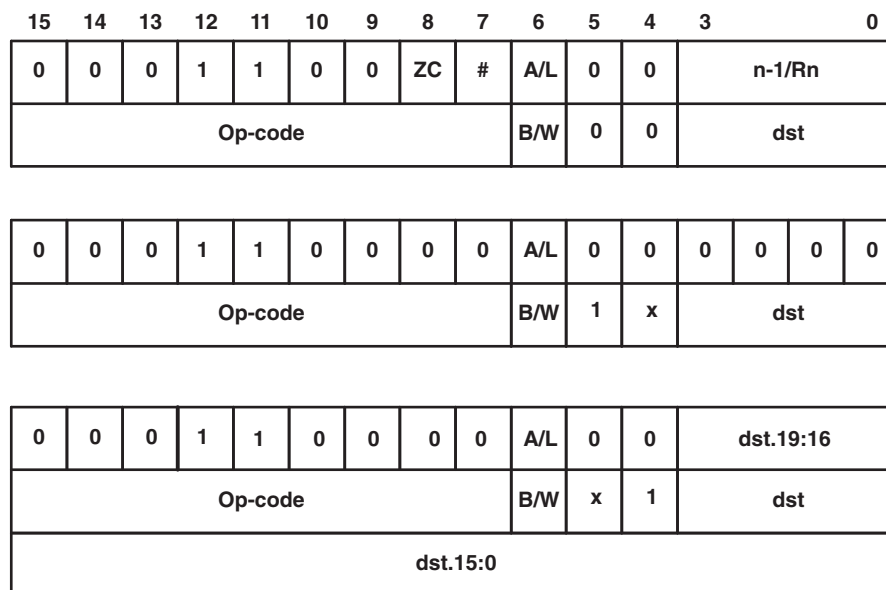 15 14 13 12 11 10 9 8 7 6 5 4 3 0
0 0 0 1 1 0 0 ZC # A/L 0 0 n-1/Rn
Op-code B/W 0 0 dst
0 0 0 1 1 0 0 0 0 A/L 0 0 0 0 0 0
Op-code B/W 1 x dst
0 0 0 1 1 0 0 0 0 A/L 0 0 dst.19:16
Op-code B/W x 1 dst
dst.15:0